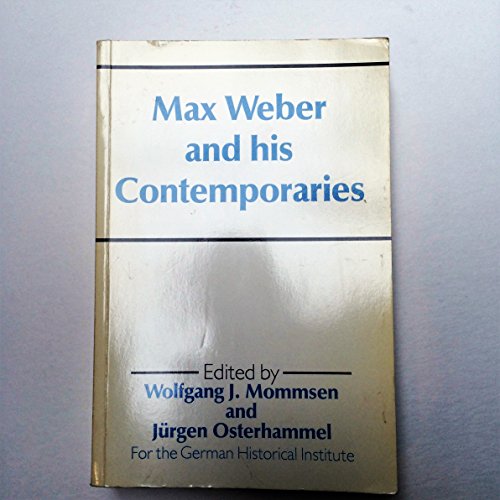 Max Weber
and his
Contemporaries
Edited by
Wolfgang J. Mommsen
and
Jürgen Osterhammel
For the German Historical Institute